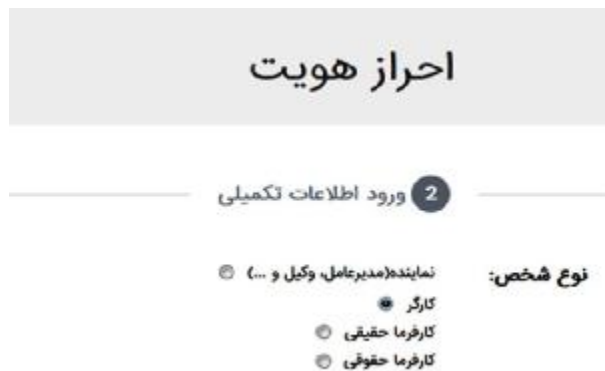 احراز هویت
2 ورود اطلاعات تکمیلی
نوع شخص: نماینده(مدیرعامل، وکیل و ...)
کارگر
کارفرما حقیقی
کارفرما حقوقی